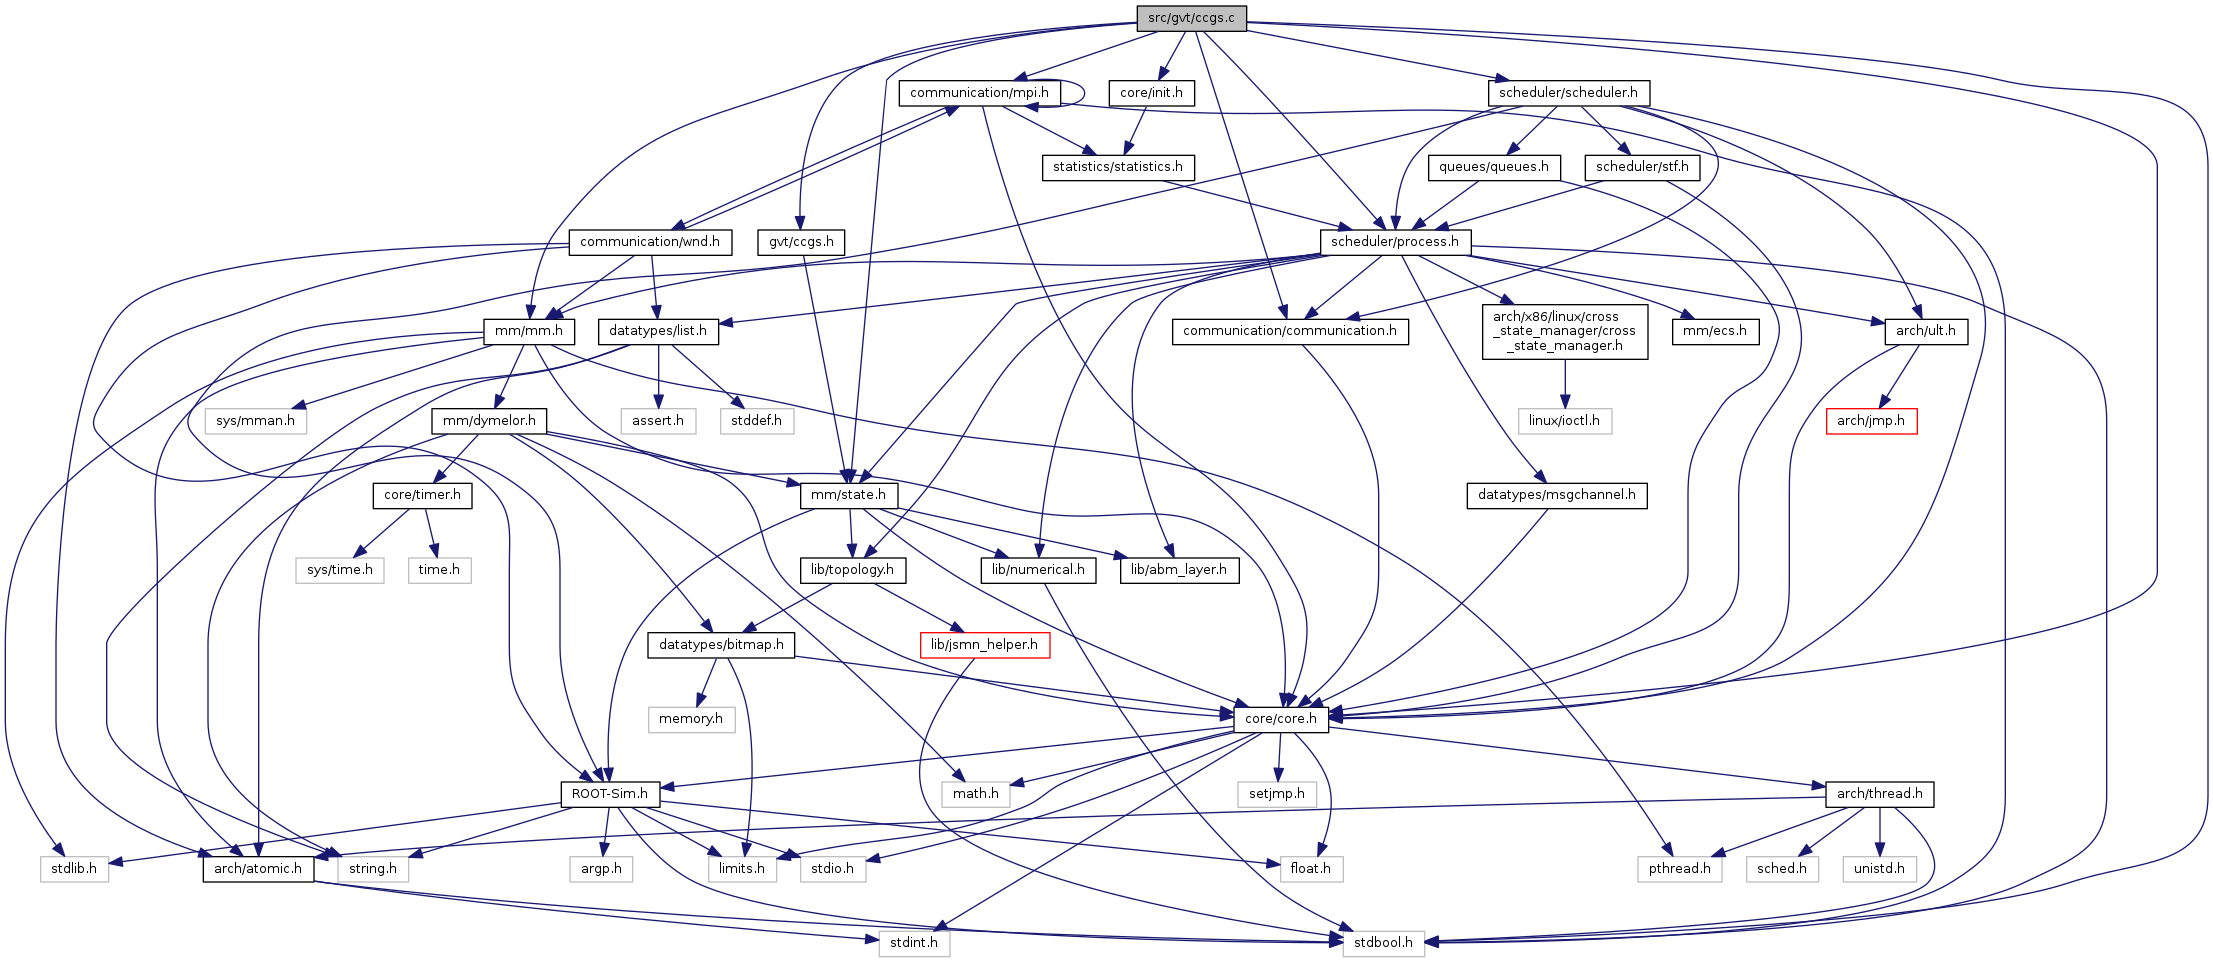 src/gvt/ccgs.c
communication/mpi.h
core/init.h
scheduler/scheduler.h
statistics/statistics.h
queues/queues.h
scheduler/stf.h
communication/wnd.h
gvt/ccgs.h
scheduler/process.h
mm/mm.h
datatypes/list.h
communication/communication.h
arch/x86/linux/cross
_state_manager/cross
_state_manager.h
mm/ecs.h
arch/ult.h
sys/mman.h
mm/dymelor.h
assert.h
stddef.h
linux/ioctl.h
arch/jmp.h
core/timer.h
mm/state.h
datatypes/msgchannel.h
sys/time.h
time.h
lib/topology.h
lib/numerical.h
lib/abm_layer.h
datatypes/bitmap.h
lib/jsmn_helper.h
memory.h
core/core.h
ROOT-Sim.h
math.h
setjmp.h
arch/thread.h
stdlib.h
arch/atomic.h
string.h
argp.h
limits.h
stdio.h
float.h
pthread.h
sched.h
unistd.h
stdint.h
stdbool.h